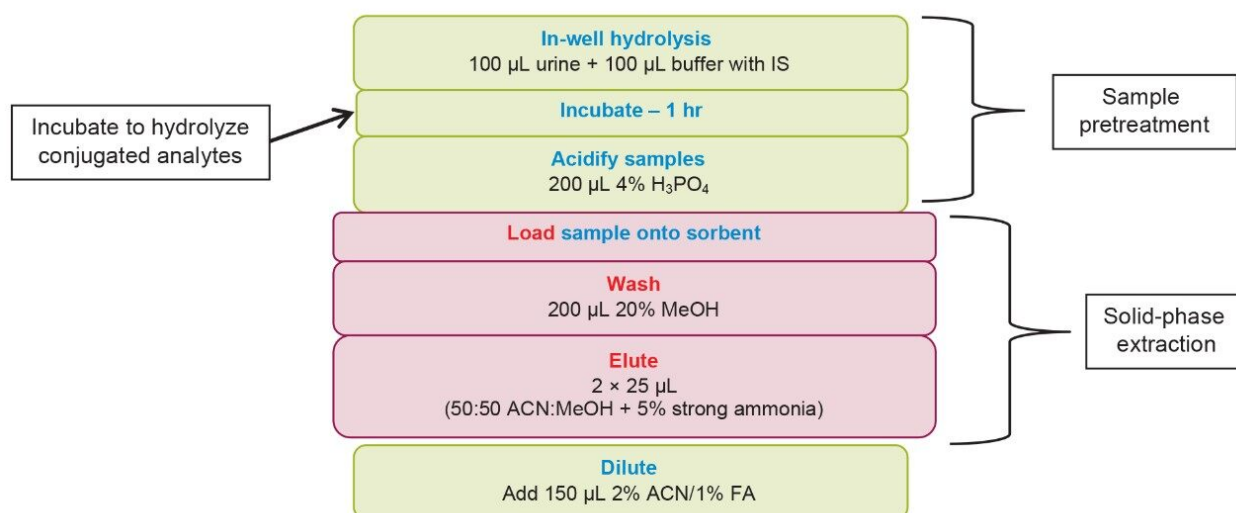 In-well hydrolysis
100 µL urine + 100 µL buffer with IS
Incubate – 1 hr
Acidify samples
200 µL 4% H₃PO₄
Load sample onto sorbent
Wash
200 µL 20% MeOH
Elute
2 × 25 µL
(50:50 ACN:MeOH + 5% strong ammonia)
Dilute
Add 150 µL 2% ACN/1% FA
Incubate to hydrolyze
conjugated analytes
Sample
pretreatment
Solid-phase
extraction